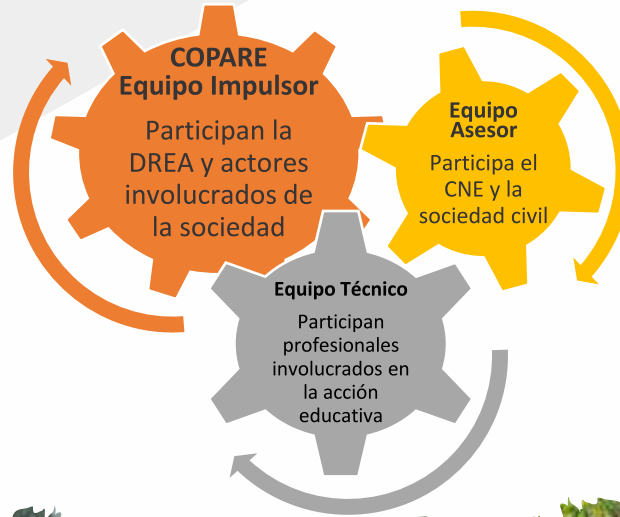 COPARE
Equipo Impulsor
Participan la
DREA y actores
involucrados de
la sociedad
Equipo
Asesor
Participa el
CNE y la
sociedad civil
Equipo Técnico
Participan
profesionales
involucrados en
la acción
educativa